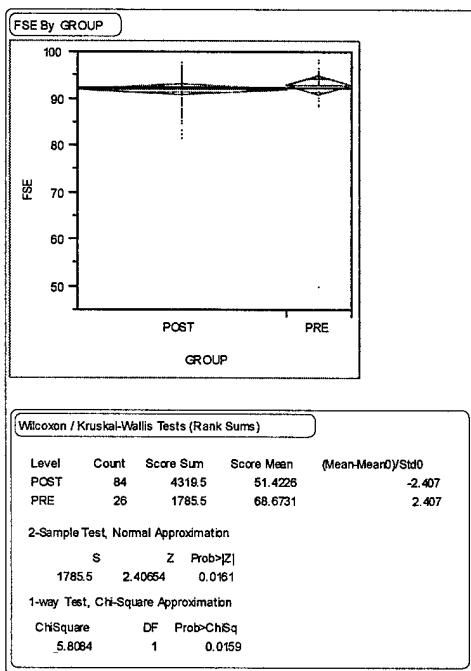 FSE By GROUP
100
90
80
70
60
50
FSE
POST PRE
GROUP
Wilcoxon / Kruskal-Wallis Tests (Rank Sums)
Level Count Score Sum Score Mean (Mean-Mean0)/Std0
POST 84 4319.5 51.4226 -2.407
PRE 26 1785.5 68.6731 2.407
2-Sample Test, Normal Approximation
S Z Prob>|Z|
1785.5 2.40654 0.0161
1-way Test, Chi-Square Approximation
ChiSquare DF Prob>ChiSq
5.8084 1 0.0159